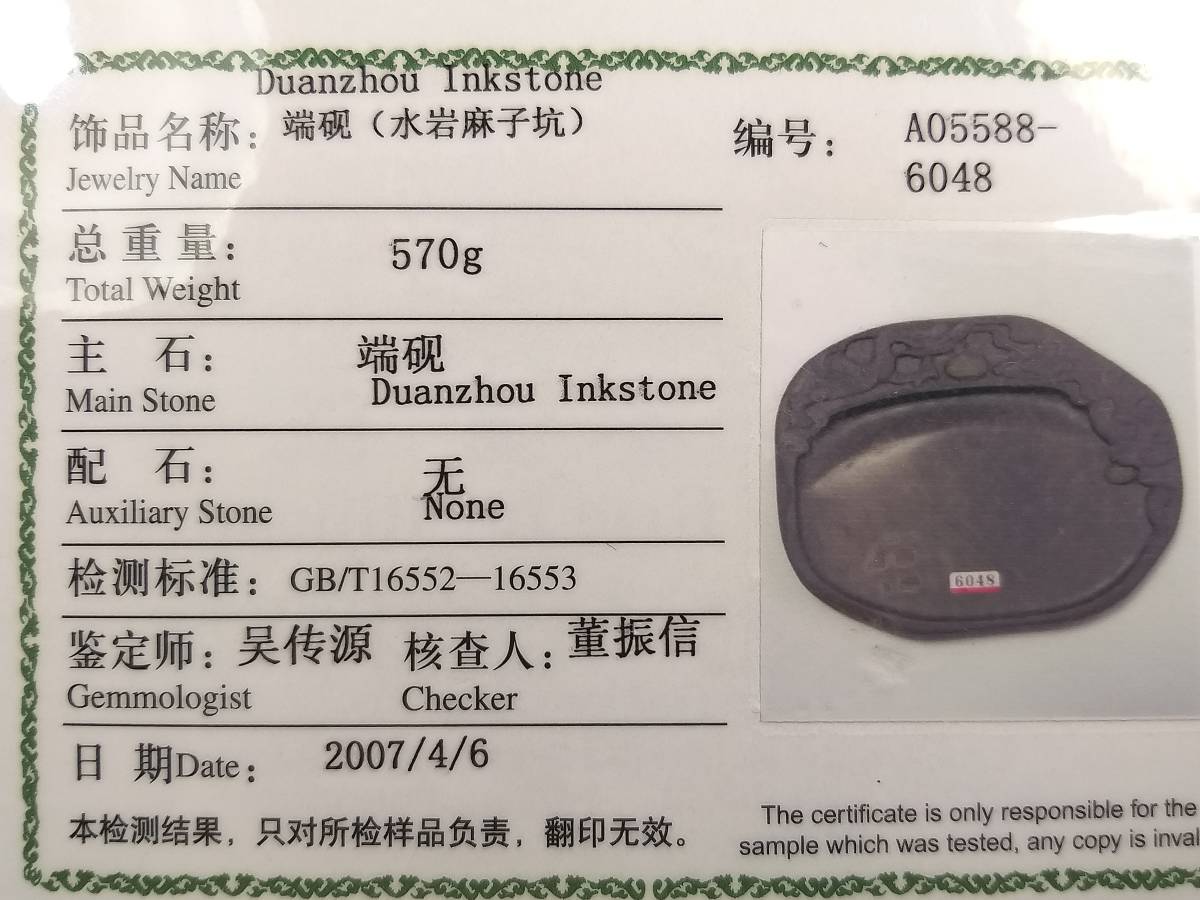 Duanzhou Inkstone
饰品名称：端砚（水岩麻子坑）
Jewelry Name
编号：A05588-
6048
总重量：570g
Total Weight
主 石：端砚
Main Stone Duanzhou Inkstone
配 石：无
Auxiliary Stone None
检测标准：GB/T16552—16553
鉴定师：吴传源 核查人：董振信
Gemmologist Checker
日 期Date：2007/4/6
本检测结果，只对所检样品负责，翻印无效。
6048
The certificate is only responsible for the
sample which was tested, any copy is inval